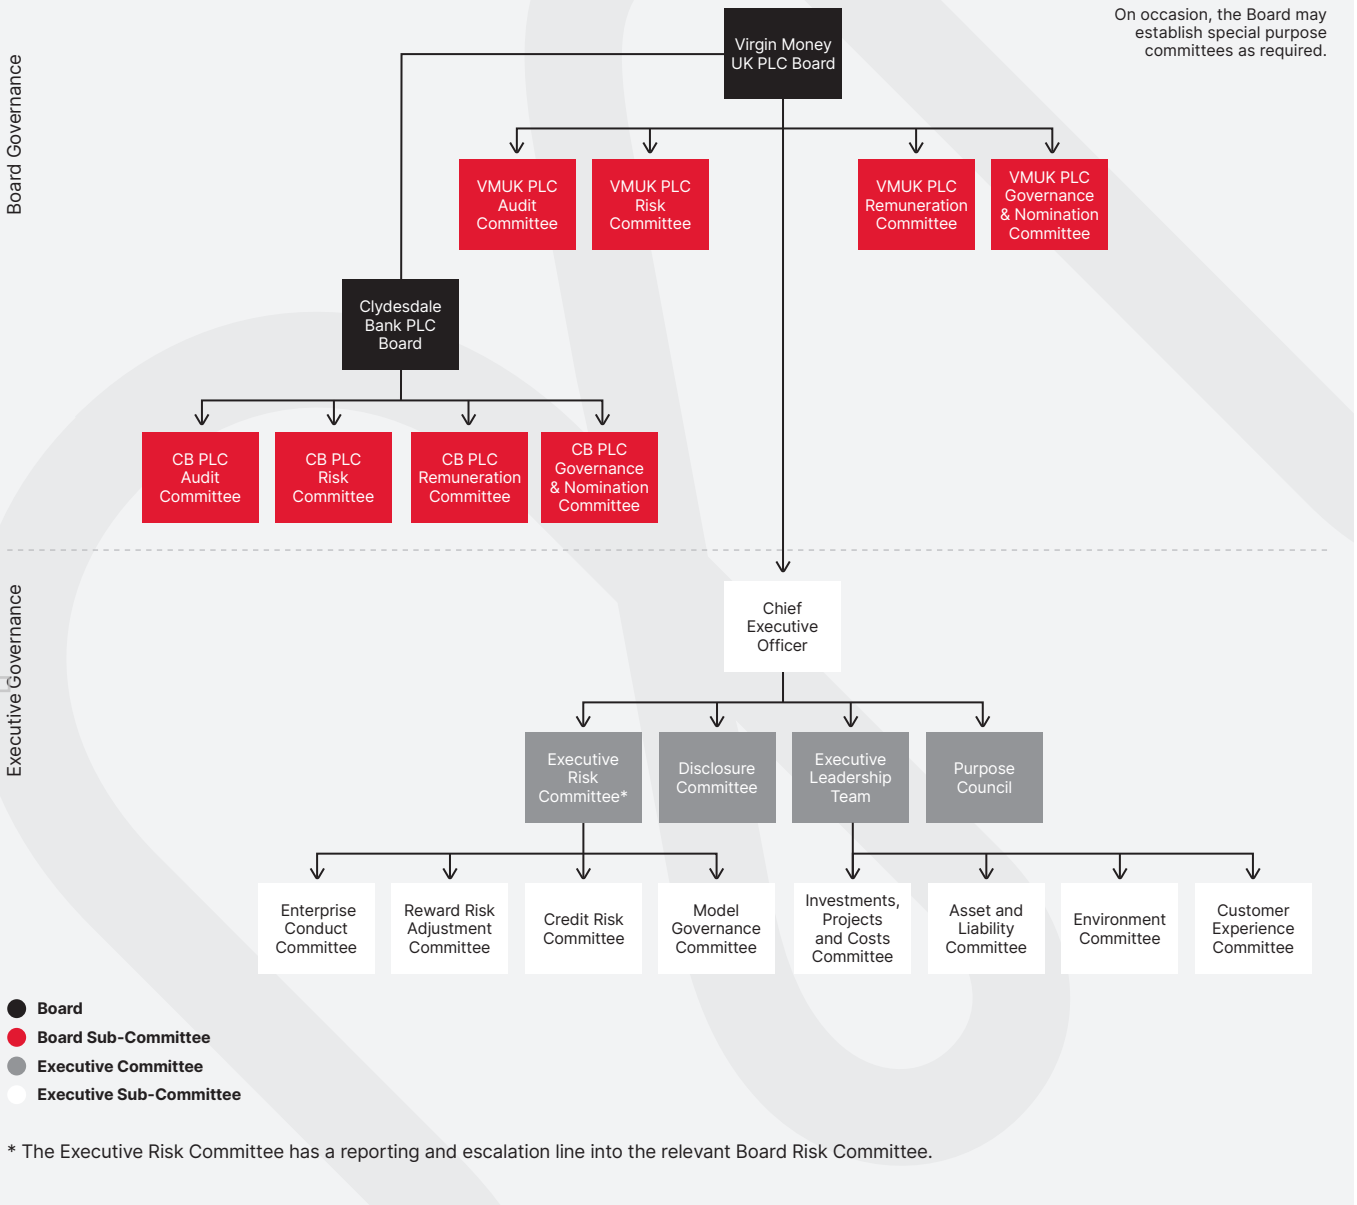 On occasion, the Board may
establish special purpose
committees as required.
Board Governance
Virgin Money
UK PLC Board
VMUK PLC
Audit
Committee
VMUK PLC
Risk
Committee
VMUK PLC
Remuneration
Committee
VMUK PLC
Governance
& Nomination
Committee
Clydesdale
Bank PLC
Board
CB PLC
Audit
Committee
CB PLC
Risk
Committee
CB PLC
Remuneration
Committee
CB PLC
Governance
& Nomination
Committee
Executive Governance
Chief
Executive
Officer
Executive
Risk
Committee*
Disclosure
Committee
Executive
Leadership
Team
Purpose
Council
Enterprise
Conduct
Committee
Reward Risk
Adjustment
Committee
Credit Risk
Committee
Model
Governance
Committee
Investments,
Projects
and Costs
Committee
Asset and
Liability
Committee
Environment
Committee
Customer
Experience
Committee
Board
Board Sub-Committee
Executive Committee
Executive Sub-Committee
* The Executive Risk Committee has a reporting and escalation line into the relevant Board Risk Committee.